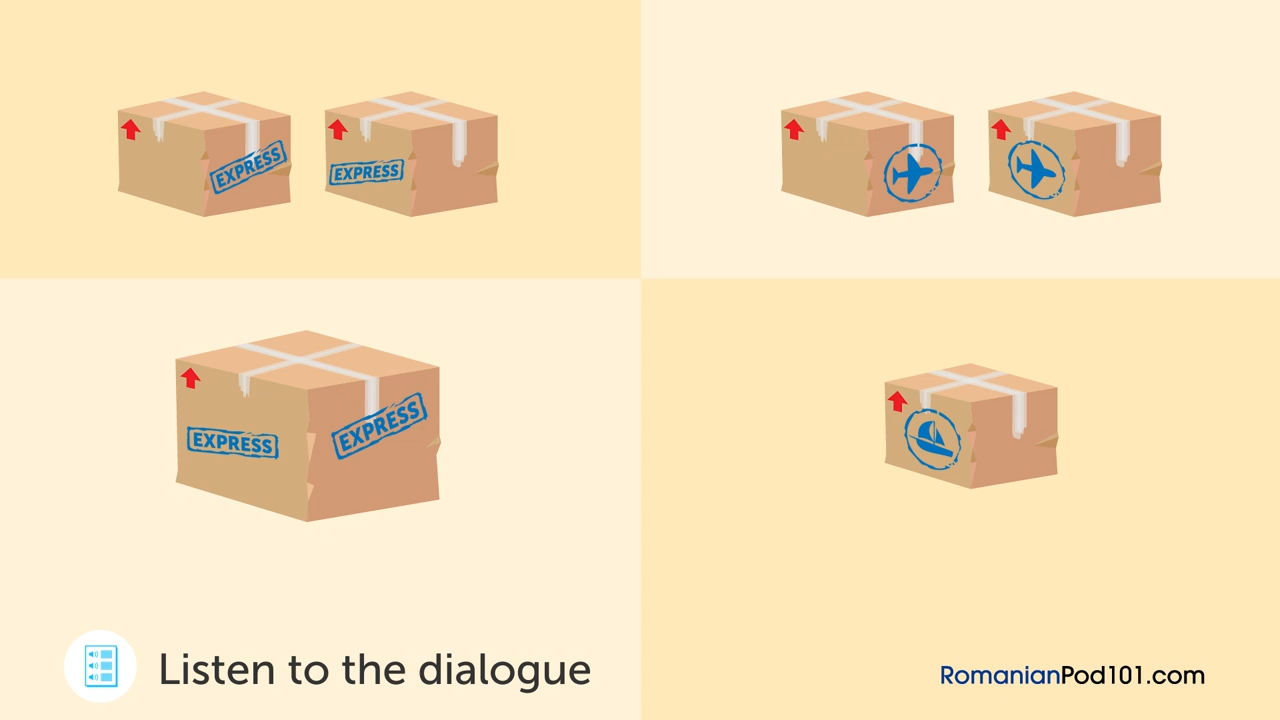 EXPRESS
EXPRESS
EXPRESS
EXPRESS
Listen to the dialogue
RomanianPod101.com